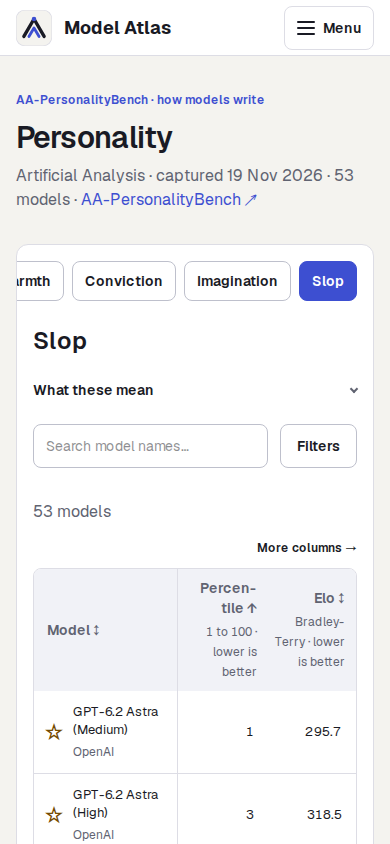 Model Atlas
Menu
AA-PersonalityBench · how models write
Personality
Artificial Analysis · captured 19 Nov 2026 · 53
models · AA-PersonalityBench ↗
Conviction
Imagination
Slop
Slop
What these mean
Search model names…
Filters
53 models
More columns →
Model ↕
Percen-
tile ↑
1 to 100 ·
lower is
better
Elo ↕
Bradley-
Terry · lower
is better
GPT-6.2 Astra
(Medium)
OpenAI
1
295.7
GPT-6.2 Astra
(High)
OpenAI
3
318.5